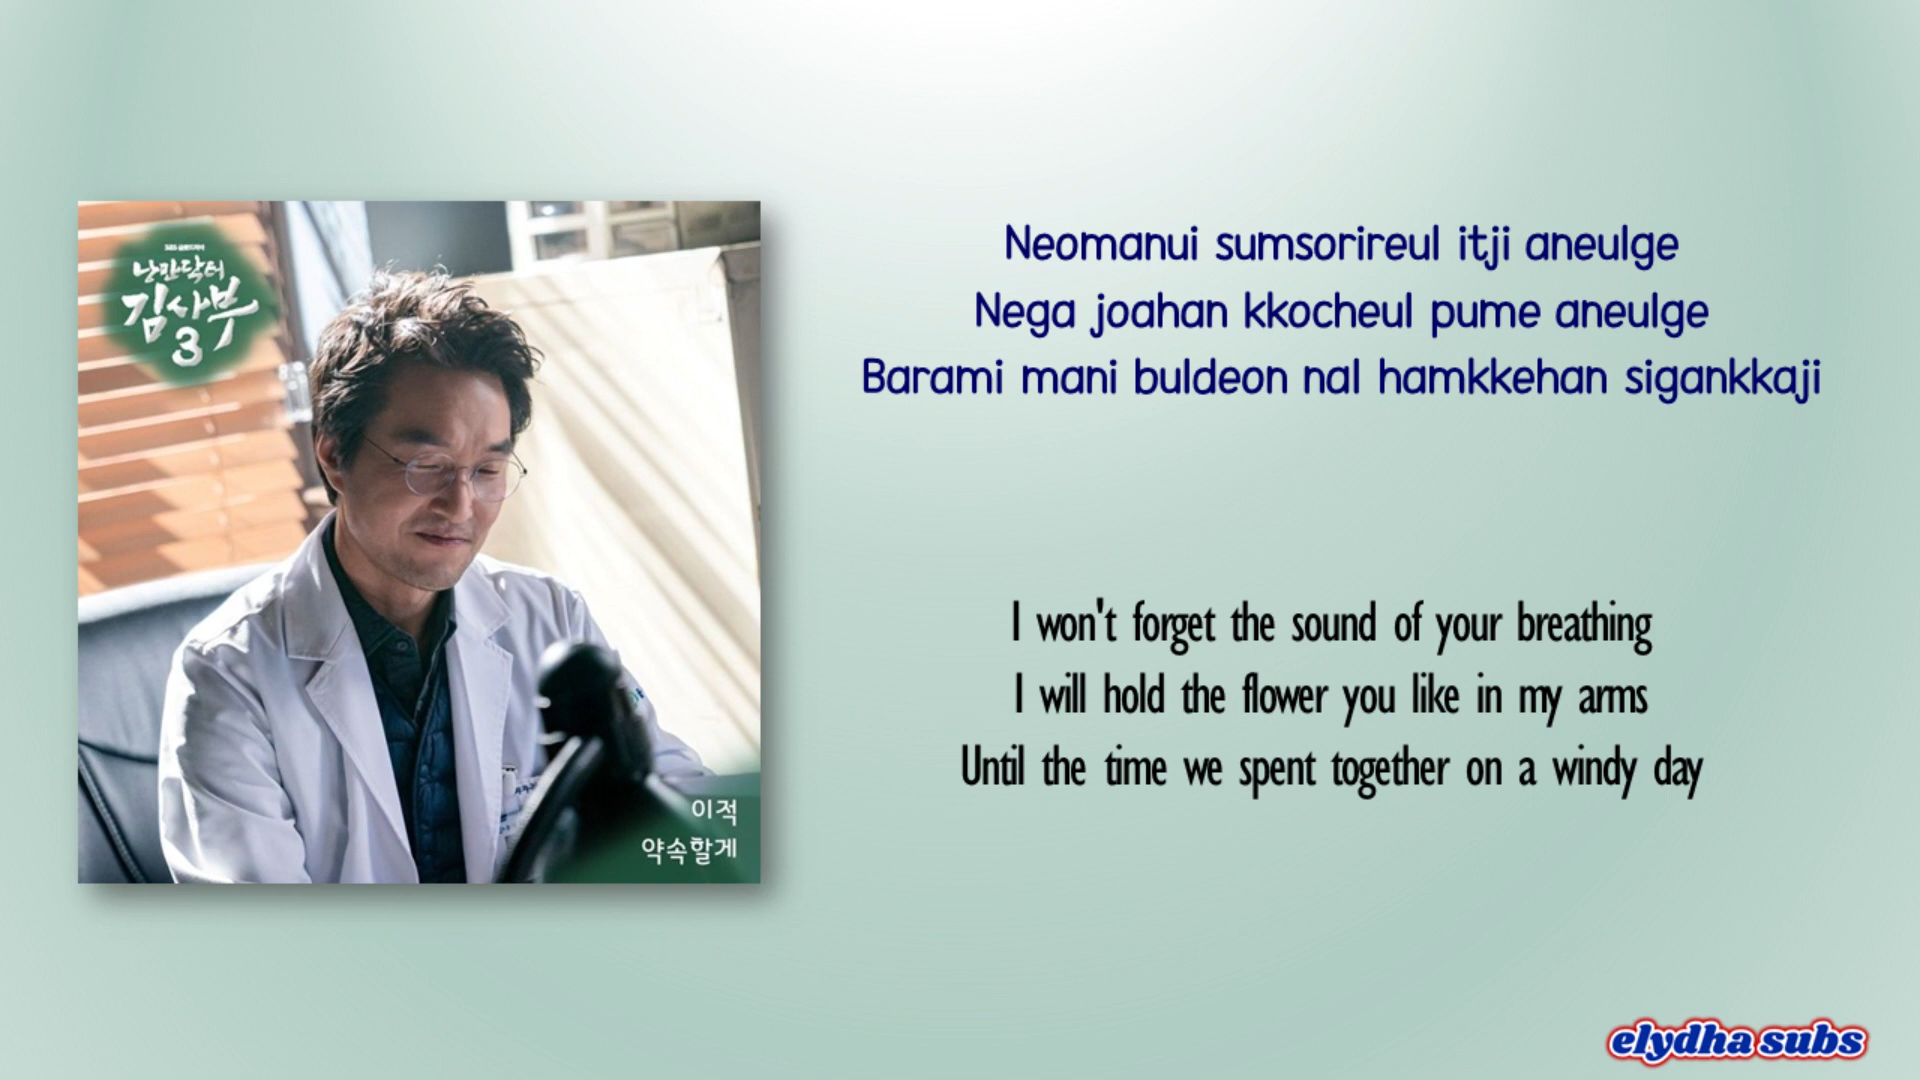 SBS 금토드라마
낭만닥터
김사부
3
이적
약속할게
Neomanui sumsorireul itji aneulge
Nega joahan kkocheul pume aneulge
Barami mani buldeon nal hamkkehan sigankkaji
I won't forget the sound of your breathing
I will hold the flower you like in my arms
Until the time we spent together on a windy day
elydha subs